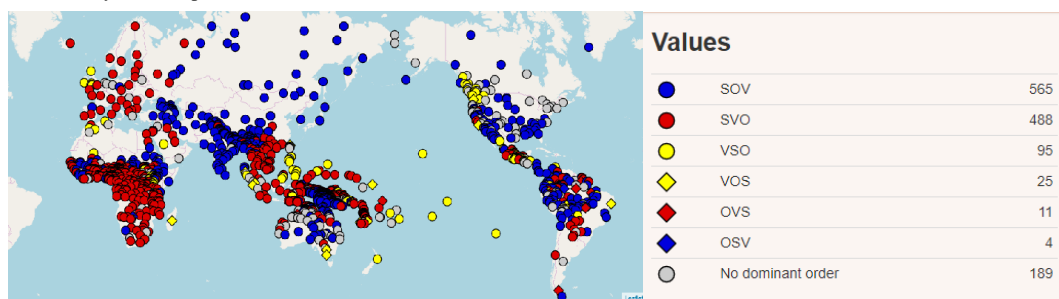 Values
SOV 565
SVO 488
VSO 95
VOS 25
OVS 11
OSV 4
No dominant order 189